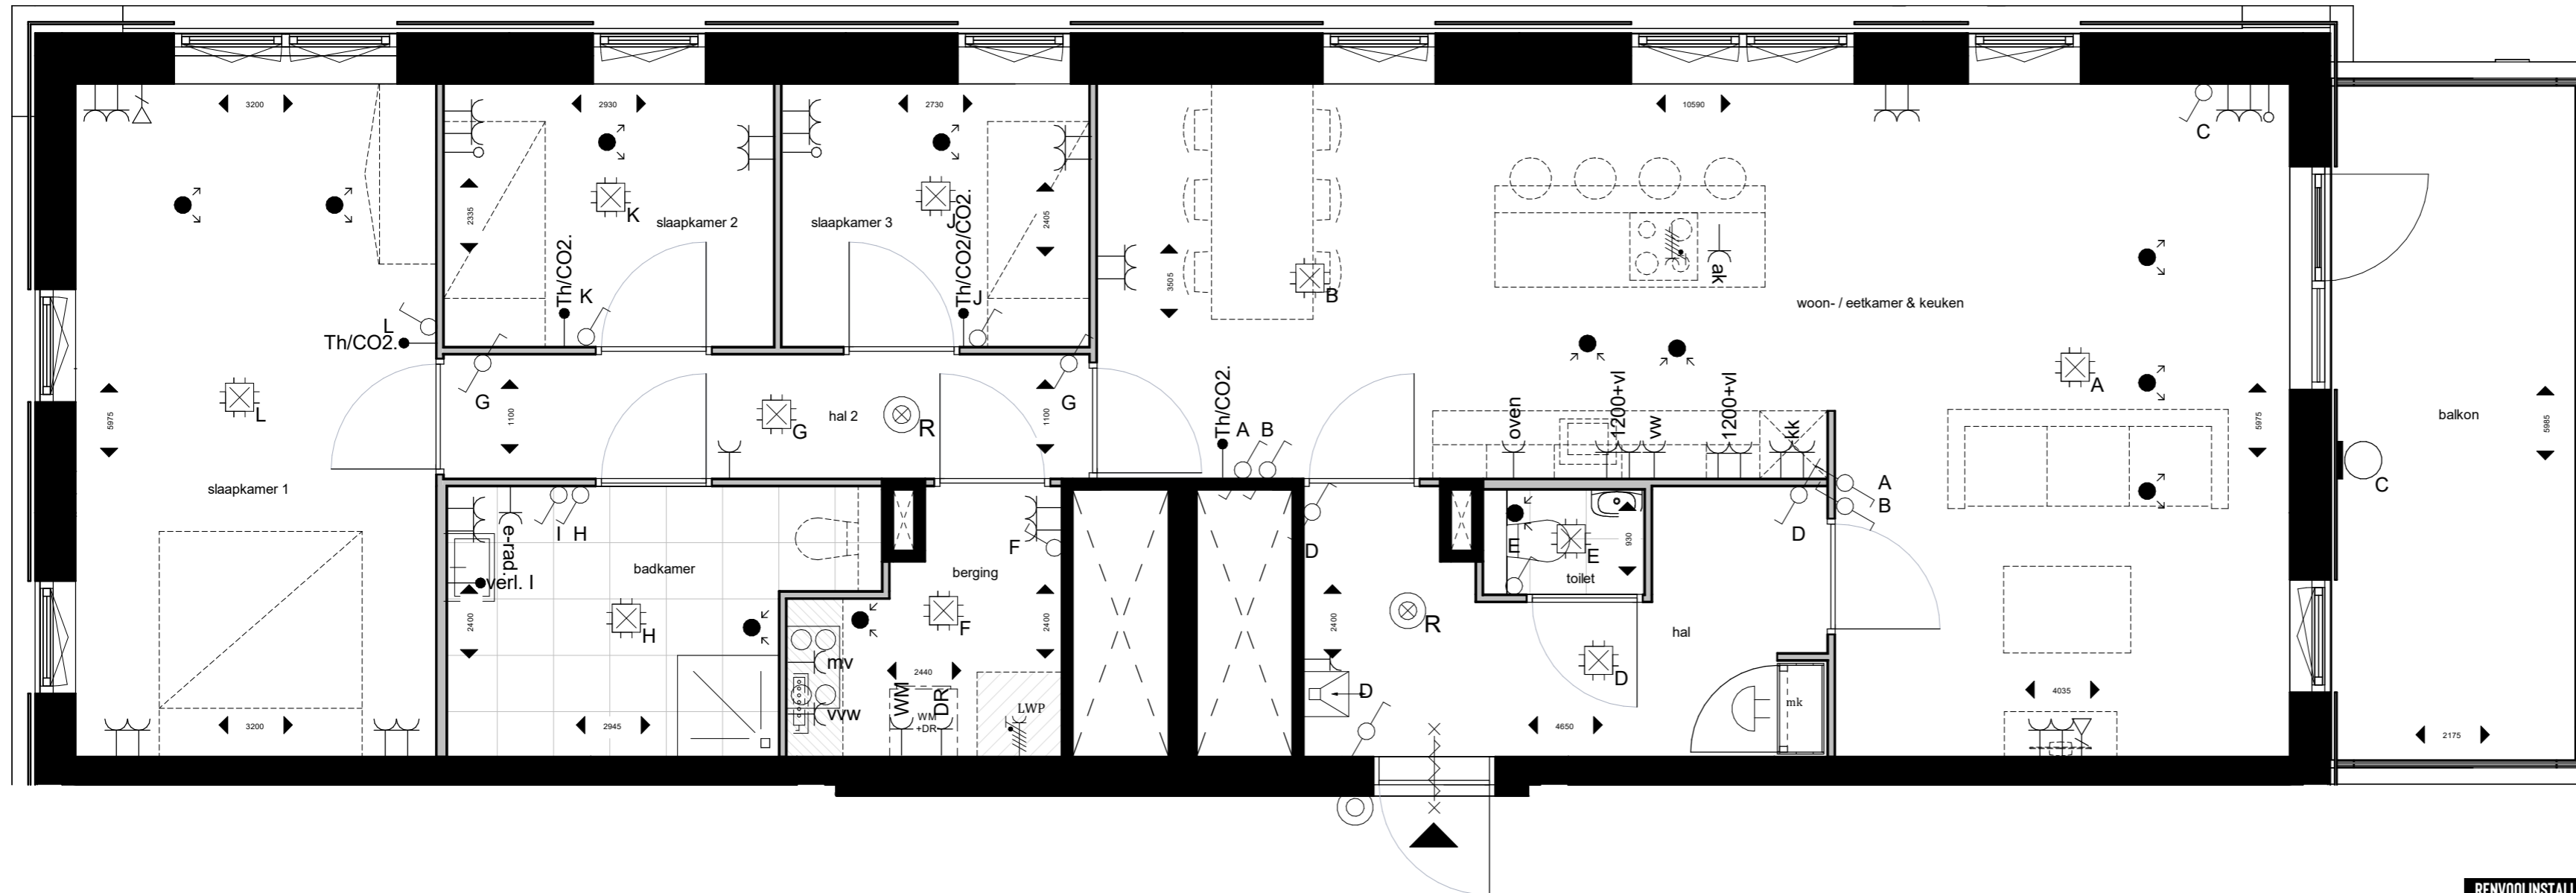 3200
2930
2730
10590
C
K
slaapkamer 2
slaapkamer 3
J
2335
2405
Th/CO2.
K
Th/CO2/CO2.
J
3505
B
ak
woon- / eetkamer & keuken
L
Th/CO2.
L
5975
G
1100
G
hal 2
R
1100
G
Th/CO2.
A B
oven
1200+vl
vw
1200+vl
kk
A
5975
balkon
5985
slaapkamer 1
e-rad.
I H
verl. I
badkamer
2400
H
F
berging
F
2400
mv
vvw
2440
WM
DR
WM
+DR
LWP
D
2400
R
E
E
930
toilet
hal
D
A
B
C
D
D
mk
3200
2945
4650
4035
2175
RENVOOI INSTALL